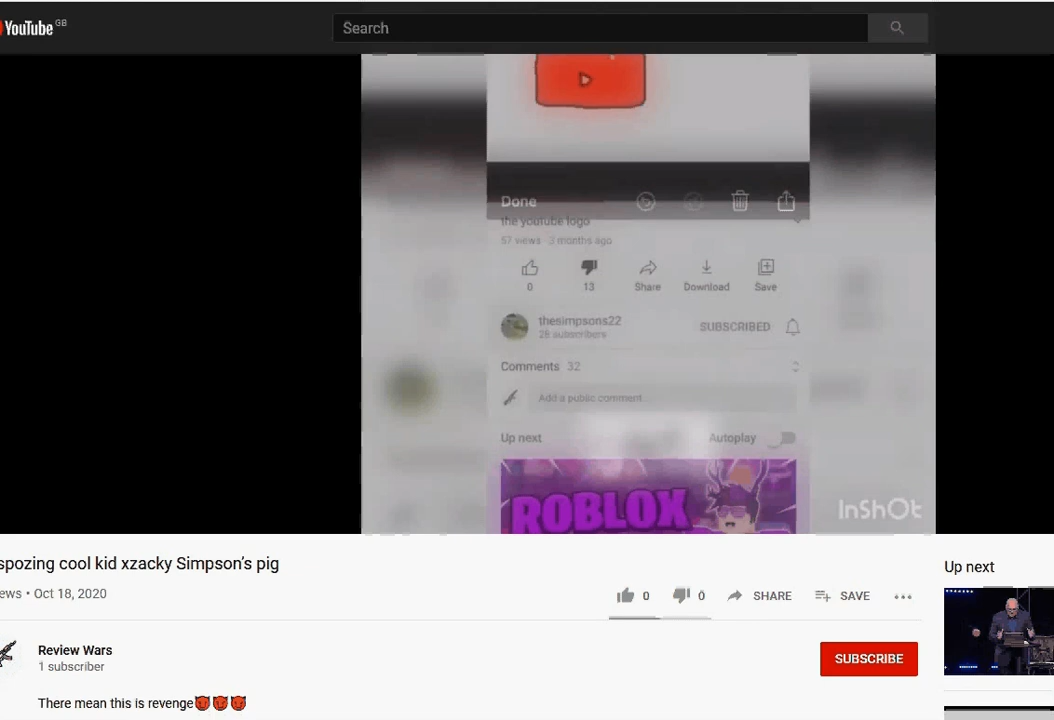 YouTube GB
Search
Done
the youtube logo
57 views · 3 months ago
0
13
Share
Download
Save
thesimpsons22
28 subscribers
SUBSCRIBED
Comments 32
Add a public comment...
Up next
Autoplay
ROBLOX
InShOt
spozing cool kid xzacky Simpson's pig
ews • Oct 18, 2020
0
0
SHARE
SAVE
Up next
Review Wars
1 subscriber
SUBSCRIBE
There mean this is revenge😈😈😈